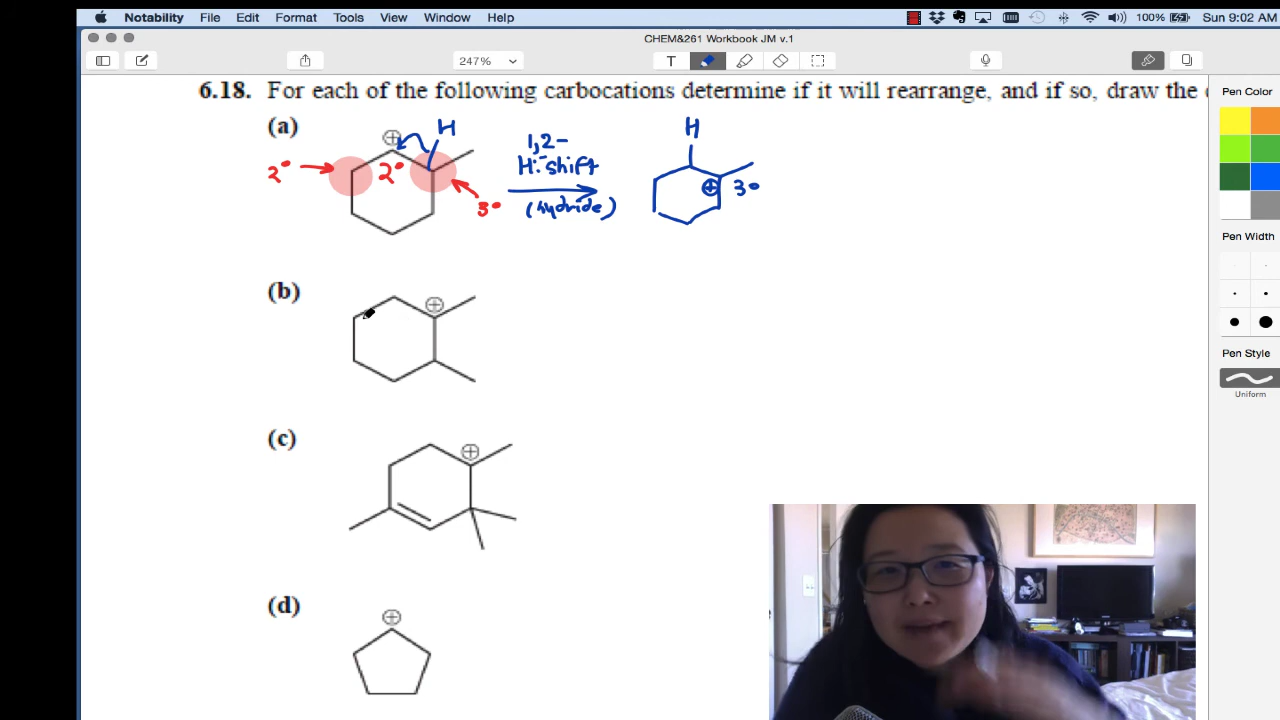 Notability File Edit Format Tools View Window Help 100% Sun 9:02 AM
CHEM&261 Workbook JM v.1
247% T
Pen Color
6.18. For each of the following carbocations determine if it will rearrange, and if so, draw the
(a)
⊕ H
2° 2° 3°
1,2-
H:⁻shift
(hydride)
H
⊕ 3°
(b)
⊕
(c)
⊕
(d)
⊕
Pen Width
Pen Style
Uniform